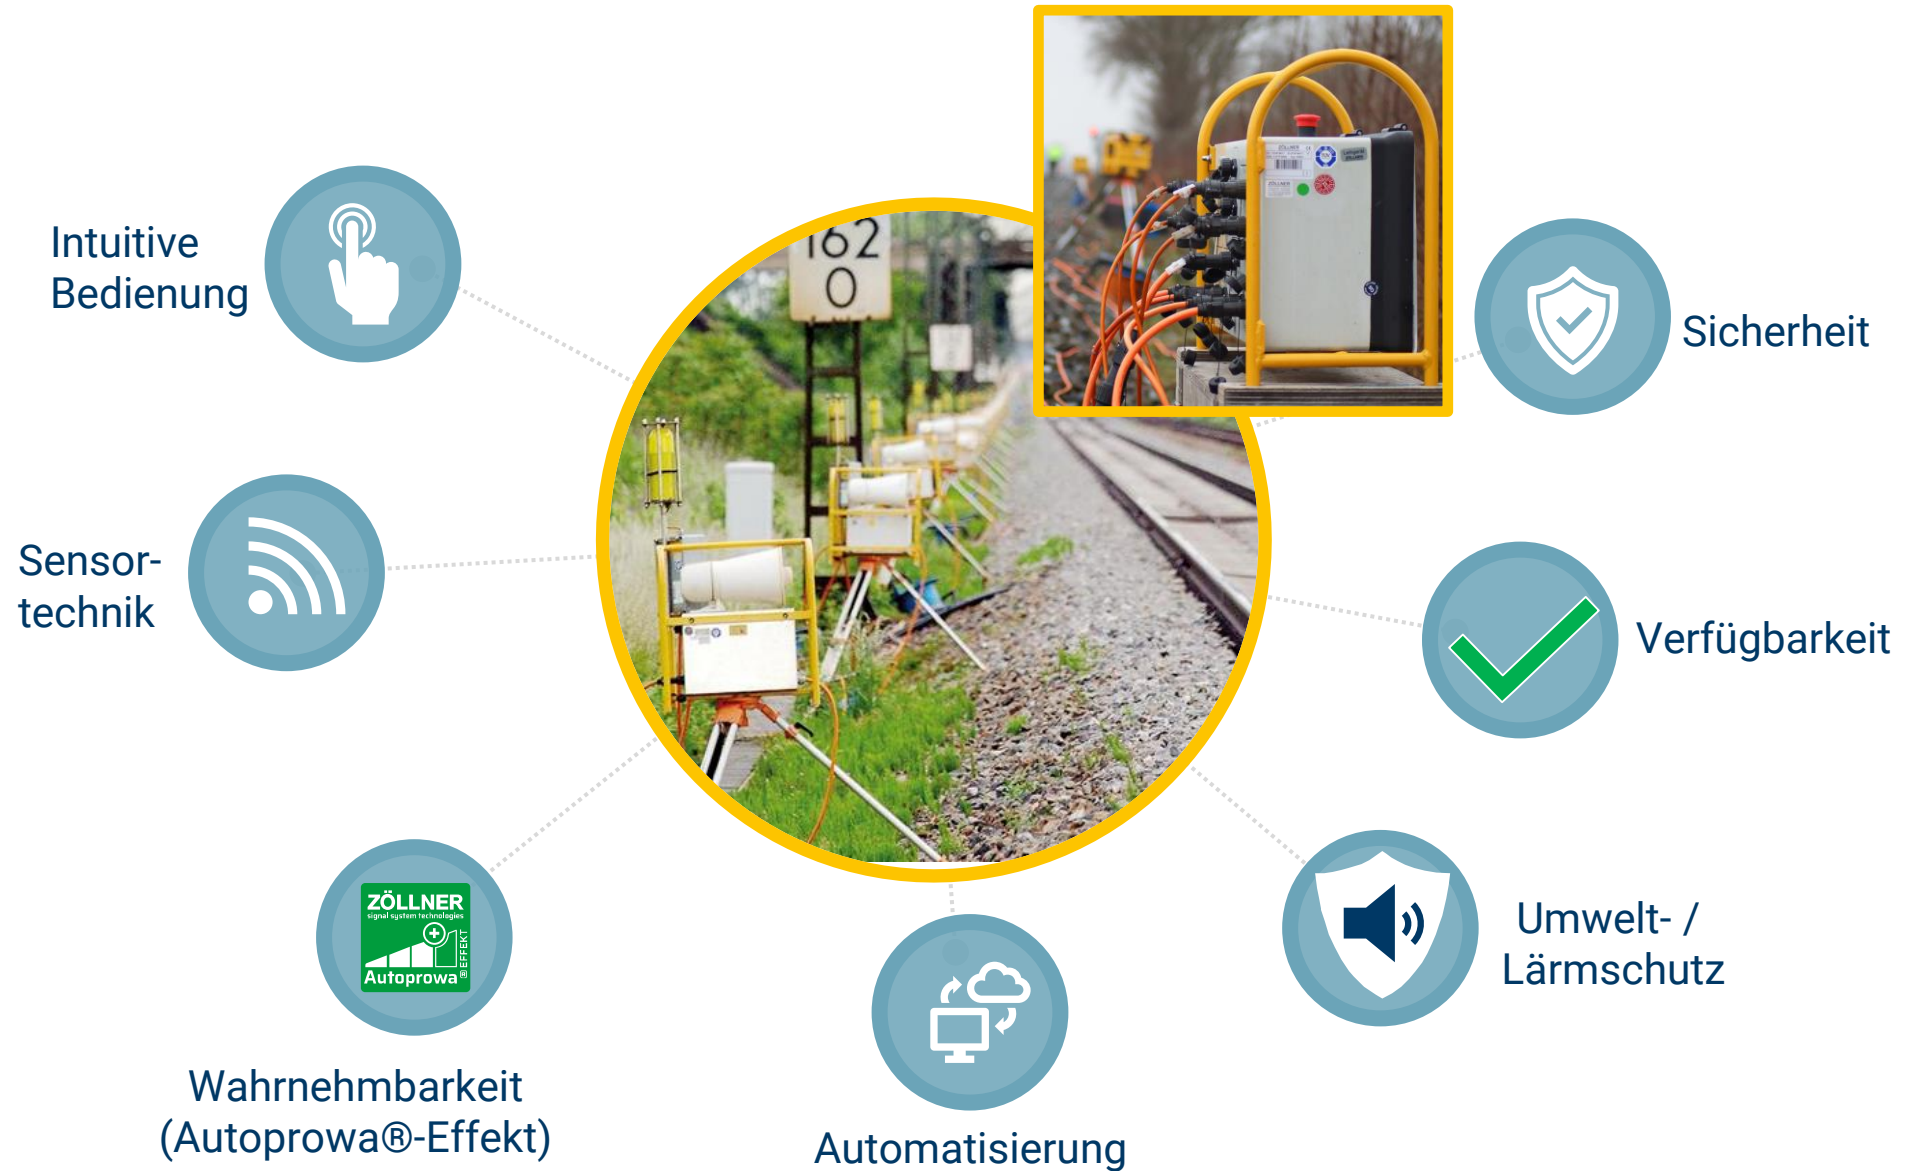 162
0
ZÖLLNER
ZÖLLNER
Intuitive
Bedienung
Sicherheit
Sensor-
technik
Verfügbarkeit
ZÖLLNER
signal system technologies
EFFEKT
Autoprowa®
Umwelt- /
Lärmschutz
Wahrnehmbarkeit
(Autoprowa®-Effekt)
Automatisierung